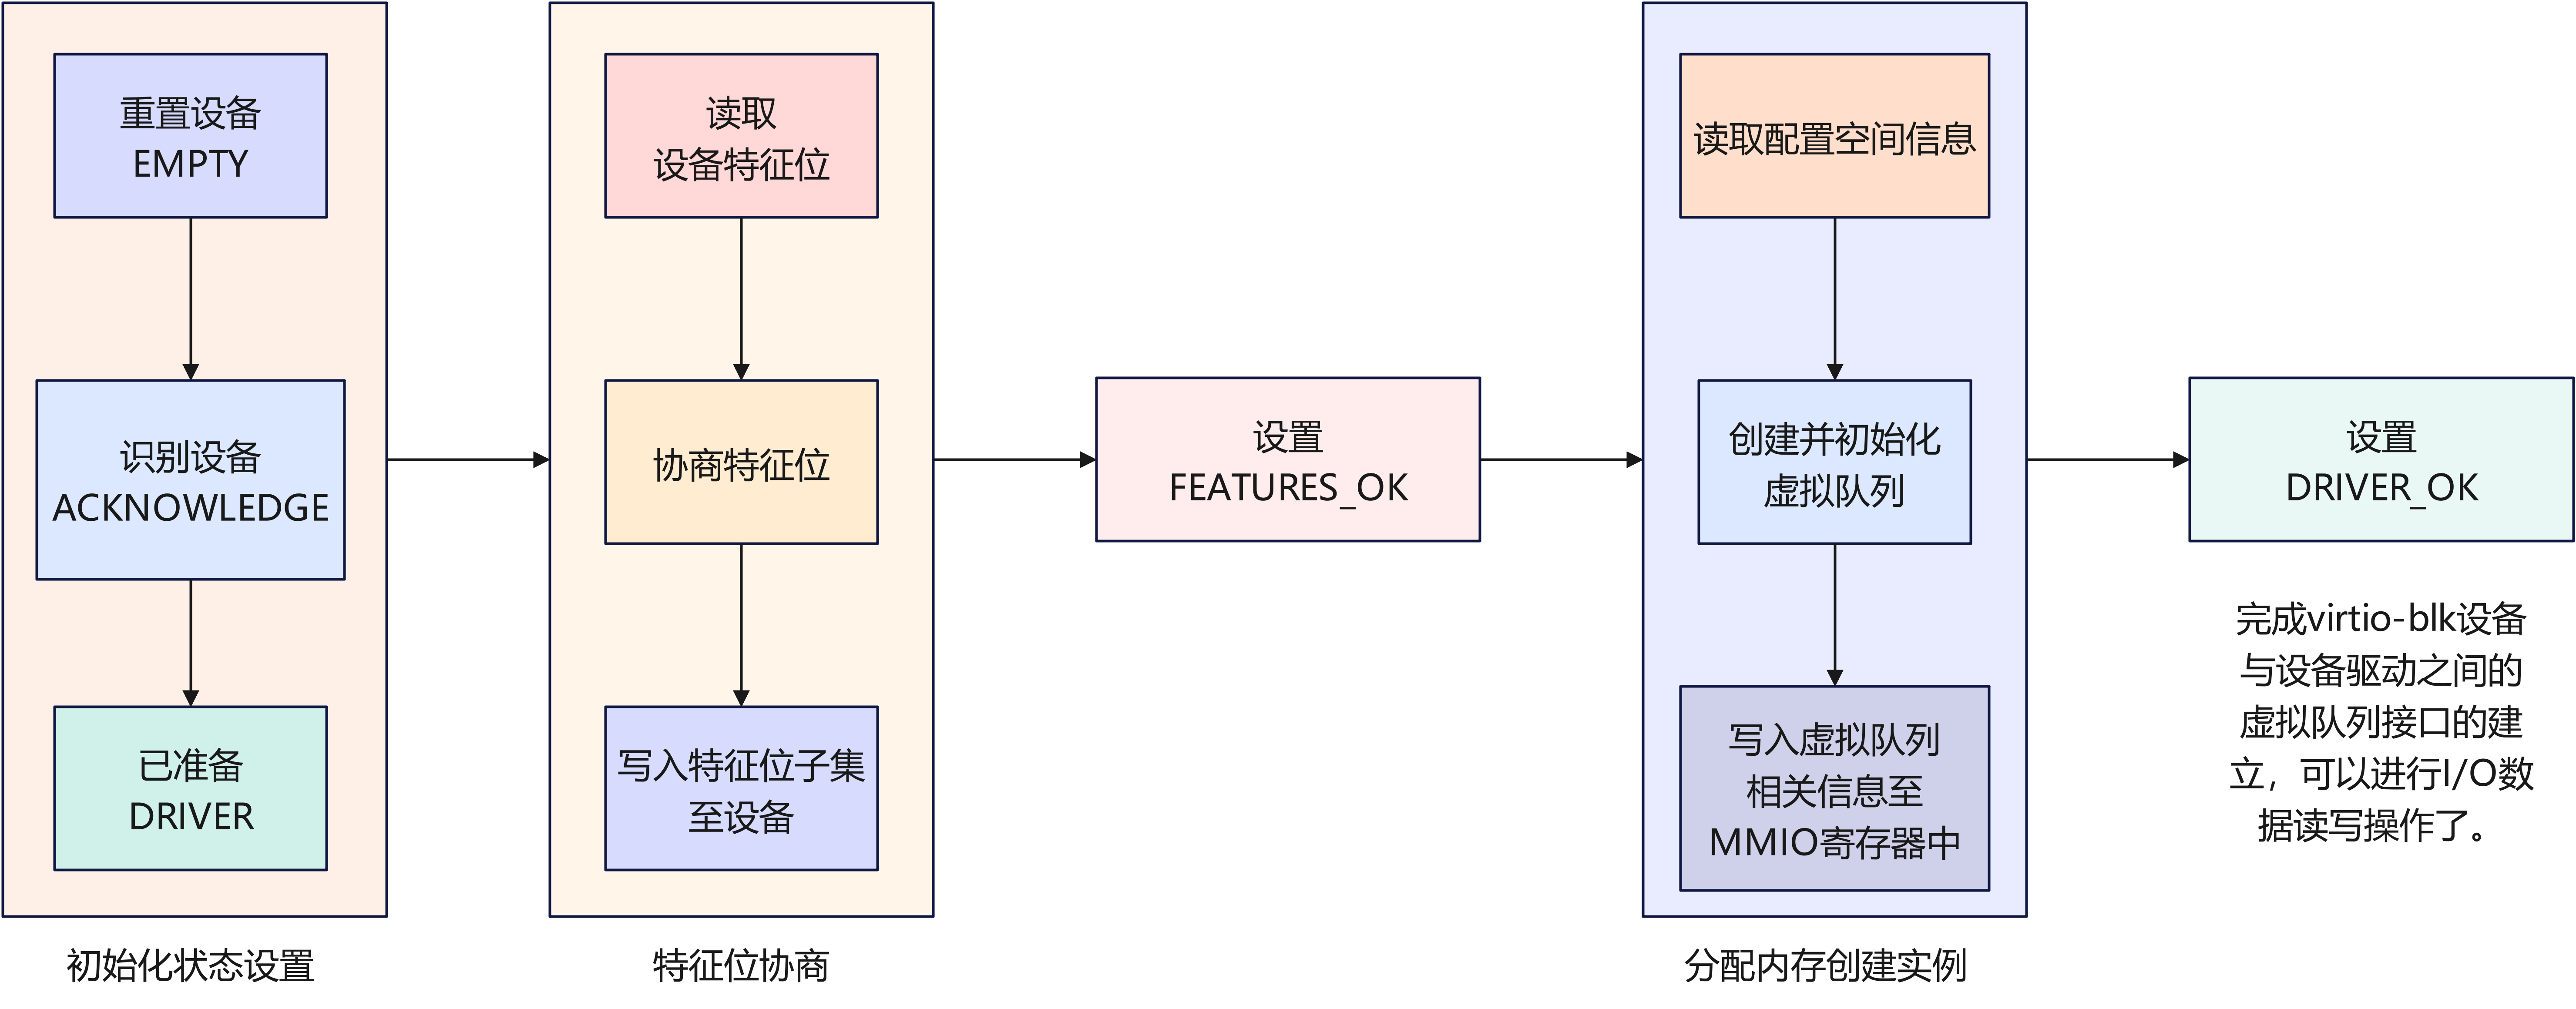 重置设备
EMPTY
识别设备
ACKNOWLEDGE
已准备
DRIVER
初始化状态设置
读取
设备特征位
协商特征位
写入特征位子集
至设备
特征位协商
设置
FEATURES_OK
读取配置空间信息
创建并初始化
虚拟队列
写入虚拟队列
相关信息至
MMIO寄存器中
分配内存创建实例
设置
DRIVER_OK
完成virtio-blk设备
与设备驱动之间的
虚拟队列接口的建
立，可以进行I/O数
据读写操作了。